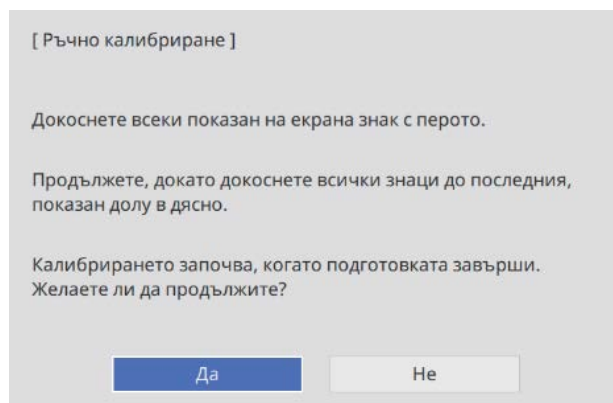 [ Ръчно калибриране ]
Докоснете всеки показан на екрана знак с перото.
Продължете, докато докоснете всички знаци до последния,
показан долу в дясно.
Калибрирането започва, когато подготовката завърши.
Желаете ли да продължите?
Да
Не